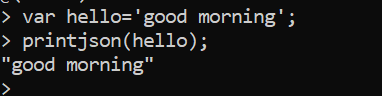 > var hello='good morning';
> printjson(hello);
"good morning"
>